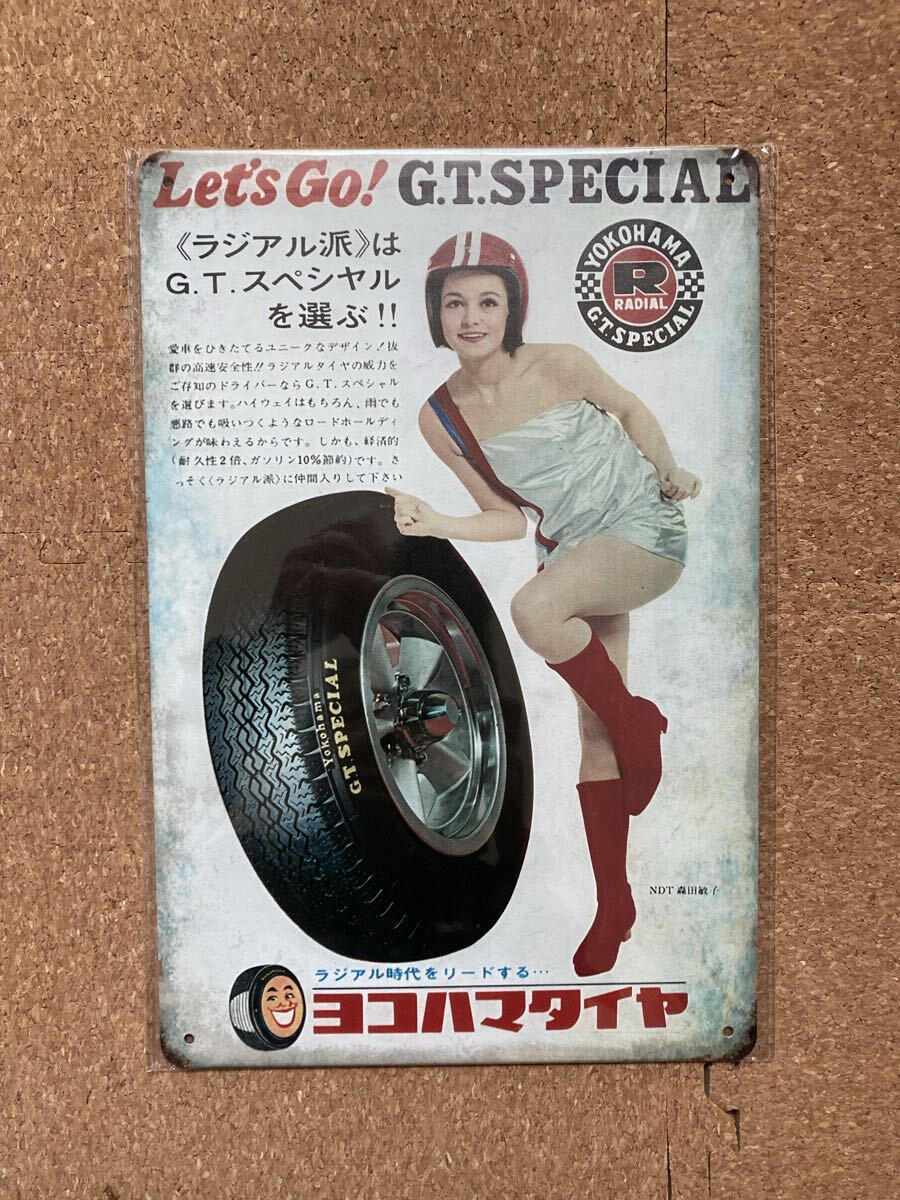 Let's Go! G.T.SPECIAL
《ラジアル派》は
G.T.スペシヤル
を選ぶ!!
愛車をひきたてるユニークなデザイン!抜
群の高速安全性!!ラジアルタイヤの威力を
ご存知のドライバーならG.T.スペシャル
を選びます。ハイウェイはもちろん、雨でも
悪路でも吸いつくようなロードホールディ
ングが味わえるからです。しかも、経済的
(耐久性2倍、ガソリン10%節約)です。さ
っそく〈ラジアル派〉に仲間入りして下さい
YOKOHAMA
R
RADIAL
G.T.SPECIAL
Yokohama
G.T.SPECIAL
NDT 森田敏子
ラジアル時代をリードする…
ヨコハマタイヤ